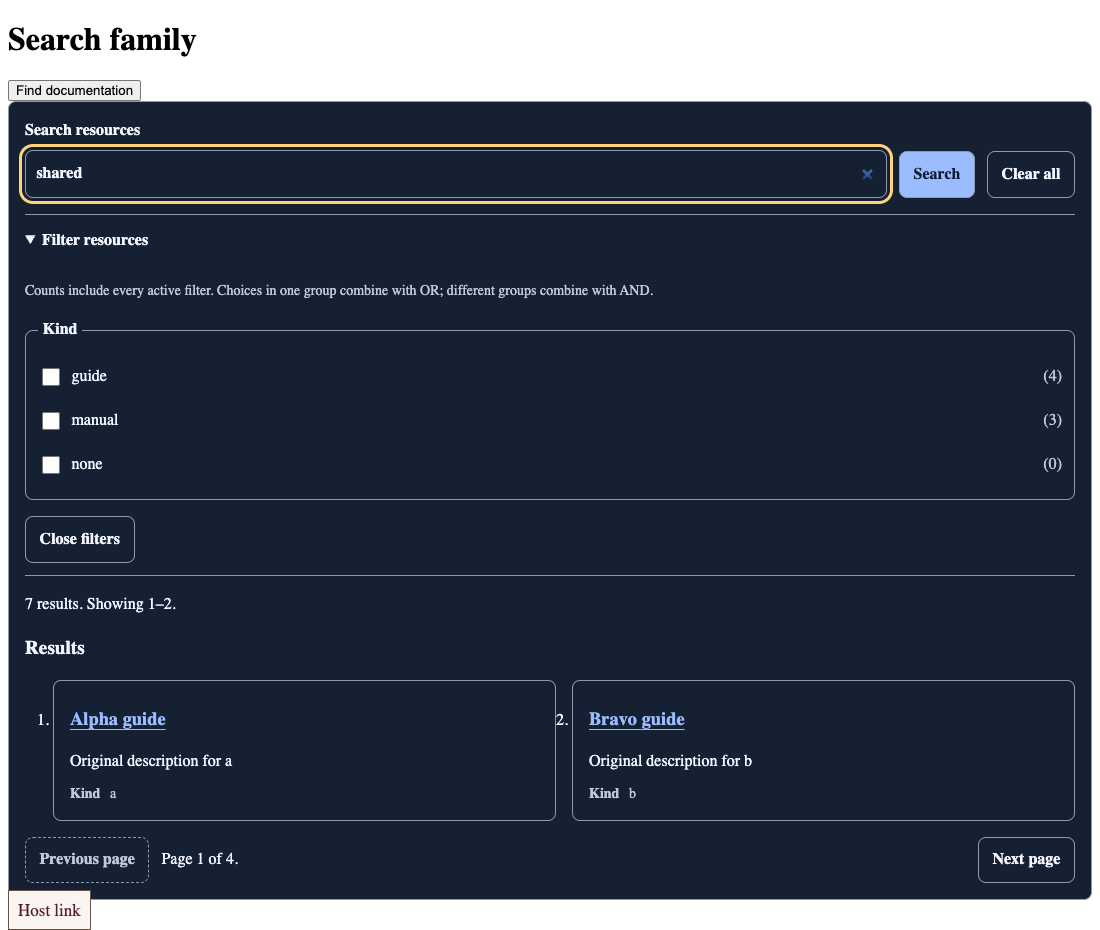 Search family
Find documentation
Search resources
shared
Search
Clear all
Filter resources
Counts include every active filter. Choices in one group combine with OR; different groups combine with AND.
Kind
guide (4)
manual (3)
none (0)
Close filters
7 results. Showing 1–2.
Results
1. Alpha guide
Original description for a
Kind a
2. Bravo guide
Original description for b
Kind b
Previous page
Page 1 of 4.
Next page
Host link